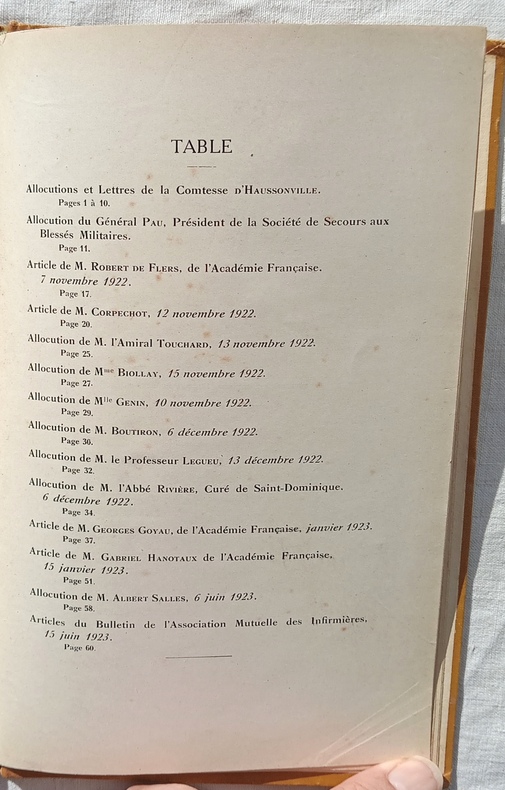 TABLE
Allocutions et Lettres de la Comtesse d'Haussonville.
Pages 1 à 10.
Allocution du Général Pau, Président de la Société de Secours aux
Blessés Militaires.
Page 11.
Article de M. Robert de Flers, de l'Académie Française.
7 novembre 1922.
Page 17.
Article de M. Corpechot, 12 novembre 1922.
Page 20.
Allocution de M. l'Amiral Touchard, 13 novembre 1922.
Page 25.
Allocution de Mme Biollay, 15 novembre 1922.
Page 27.
Allocution de Mlle Genin, 10 novembre 1922.
Page 29.
Allocution de M. Boutiron, 6 décembre 1922.
Page 30.
Allocution de M. le Professeur Legueu, 13 décembre 1922.
Page 32.
Allocution de M. l'Abbé Rivière, Curé de Saint-Dominique.
6 décembre 1922.
Page 34.
Article de M. Georges Goyau, de l'Académie Française, janvier 1923.
Page 37.
Article de M. Gabriel Hanotaux de l'Académie Française,
15 janvier 1923.
Page 51.
Allocution de M. Albert Salles, 6 juin 1923.
Page 58.
Articles du Bulletin de l'Association Mutuelle des Infirmières,
15 juin 1923.
Page 60.